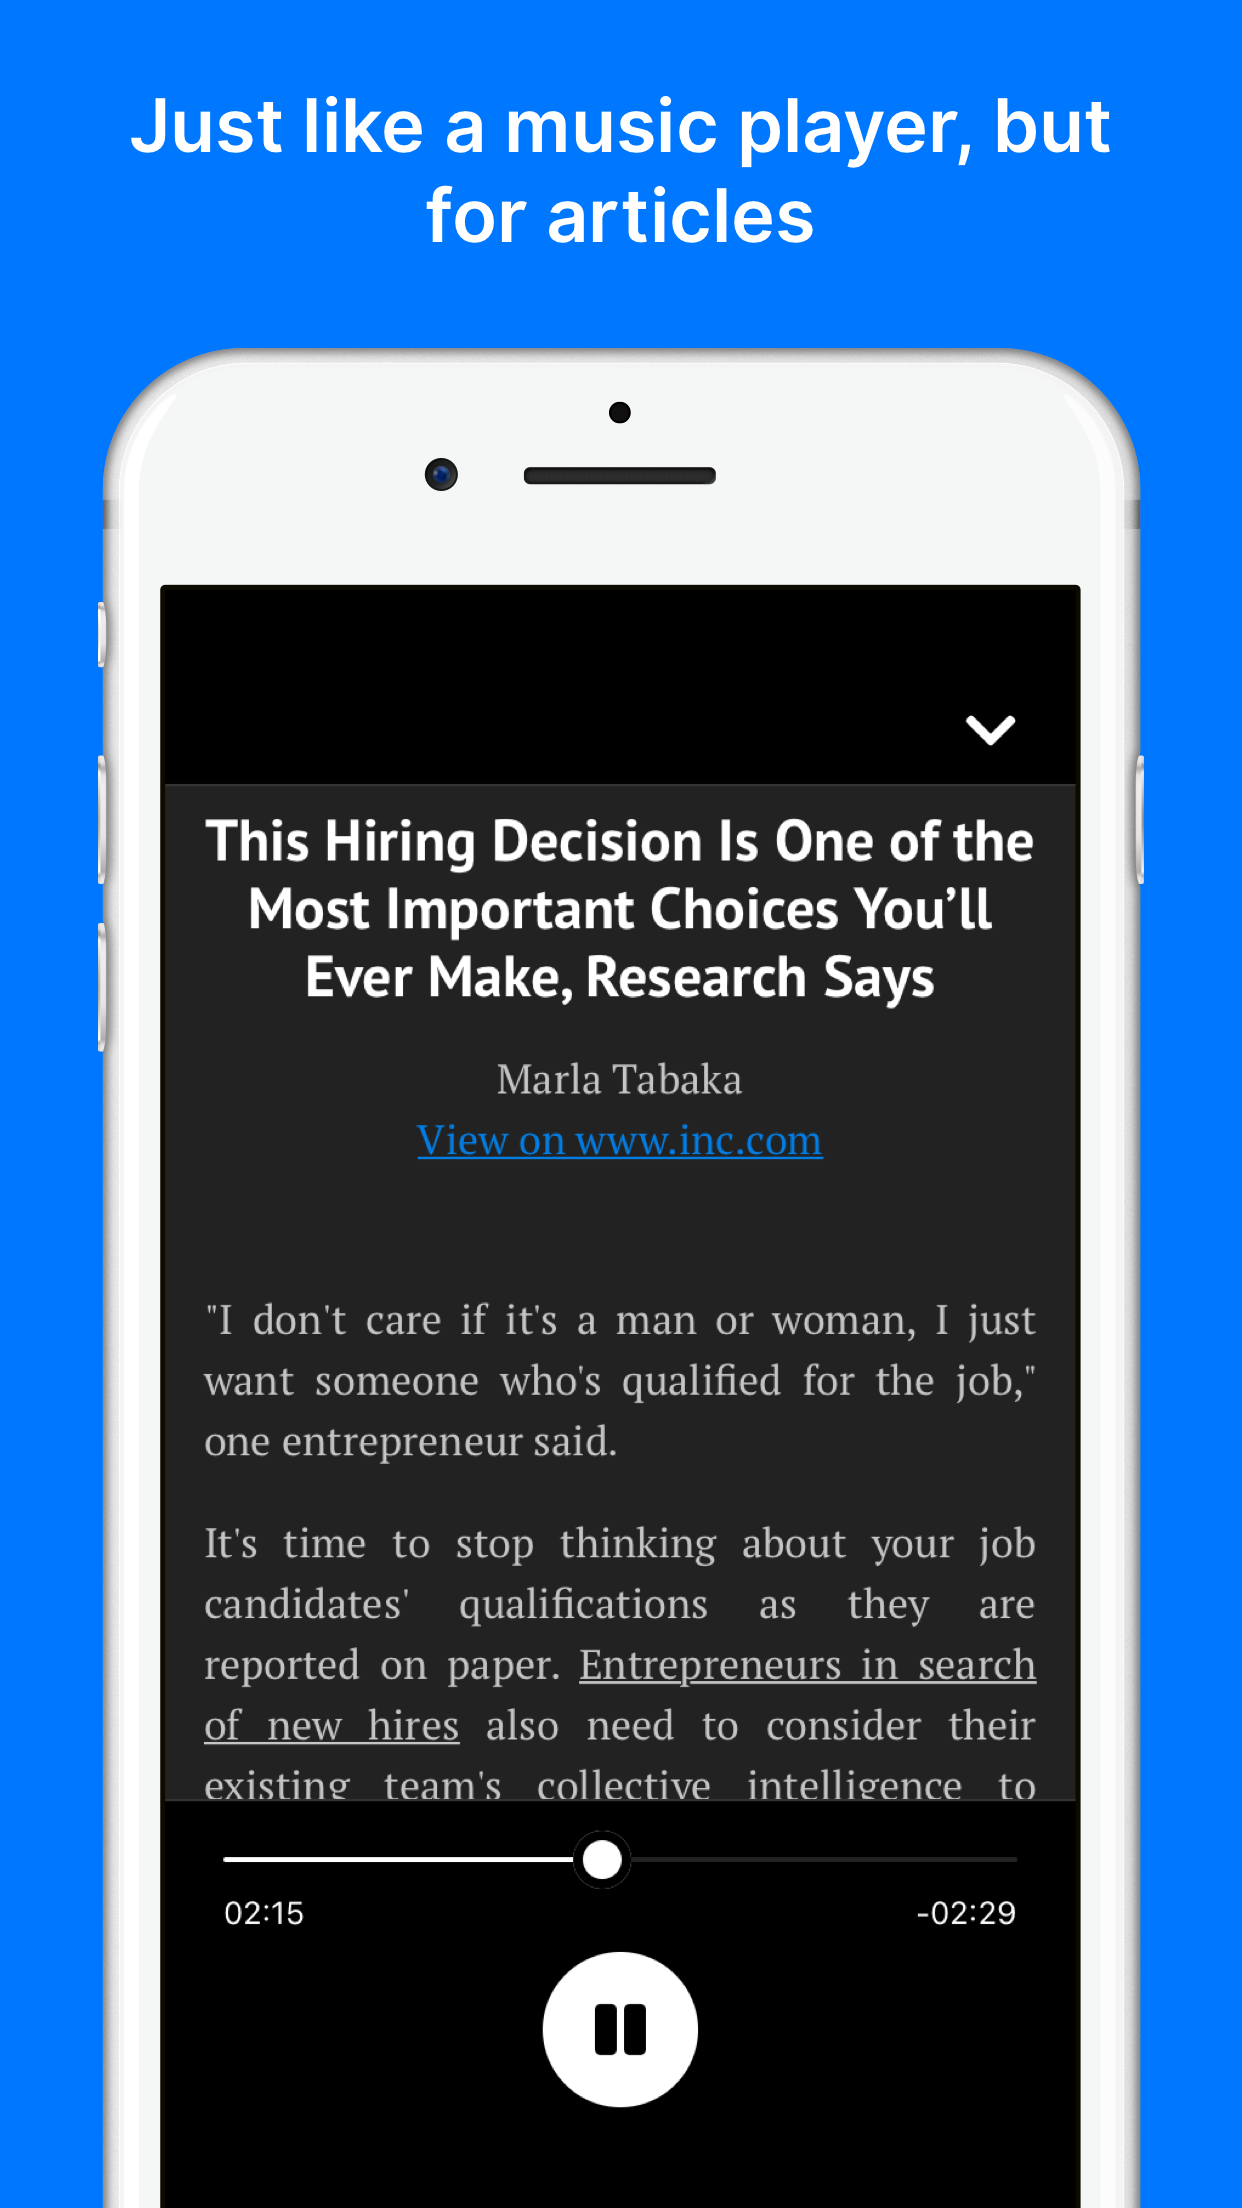 Just like a music player, but
for articles
This Hiring Decision Is One of the
Most Important Choices You’ll
Ever Make, Research Says
Marla Tabaka
View on www.inc.com
"I don't care if it's a man or woman, I just
want someone who's qualified for the job,"
one entrepreneur said.
It's time to stop thinking about your job
candidates' qualifications as they are
reported on paper. Entrepreneurs in search
of new hires also need to consider their
existing team's collective intelligence to
02:15
-02:29